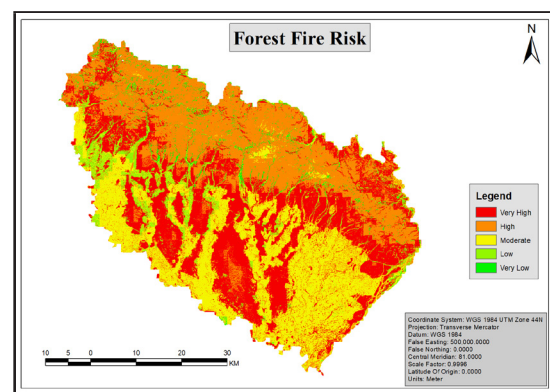 Forest Fire Risk
N
Legend
Very High
High
Moderate
Low
Very Low
Coordinate System: WGS 1984 UTM Zone 44N
Projection: Transverse Mercator
Datum: WGS 1984
False Easting: 500,000.0000
False Northing: 0.0000
Central Meridian: 81.0000
Scale Factor: 0.9996
Latitude Of Origin: 0.0000
Units: Meter
10 5 0 10 20 30
KM